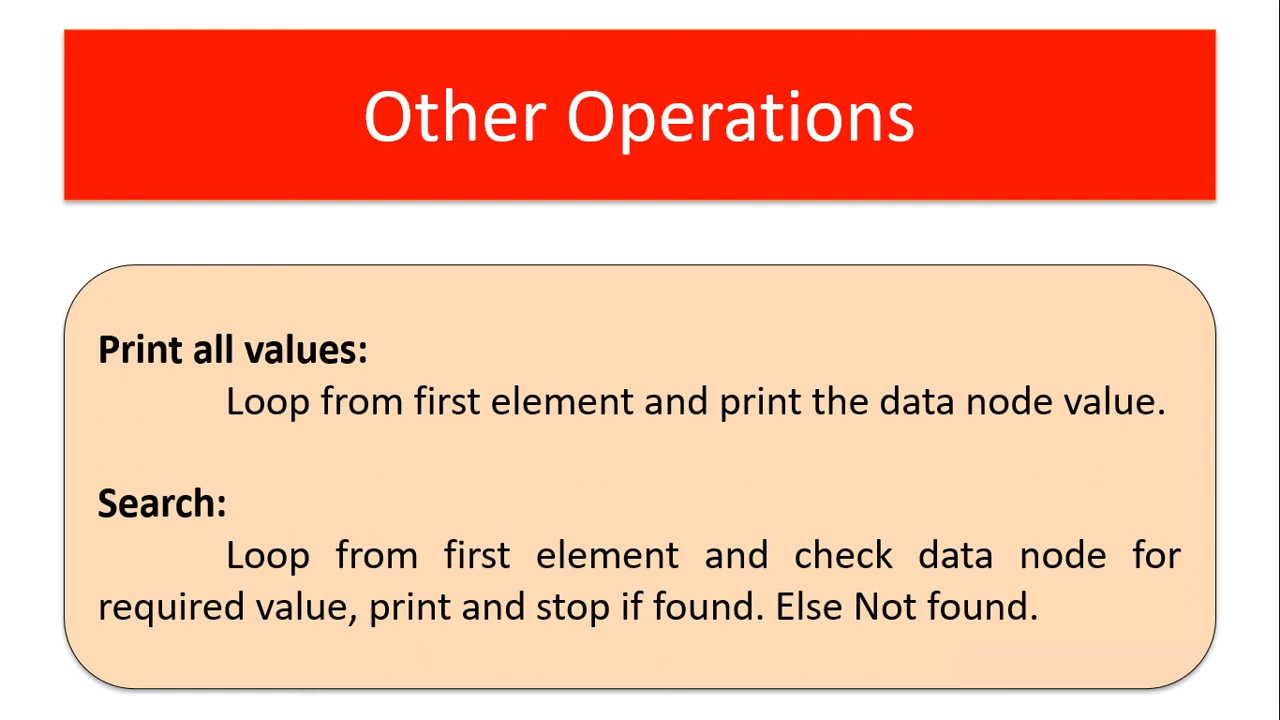 Other Operations
Print all values:
Loop from first element and print the data node value.
Search:
Loop from first element and check data node for
required value, print and stop if found. Else Not found.